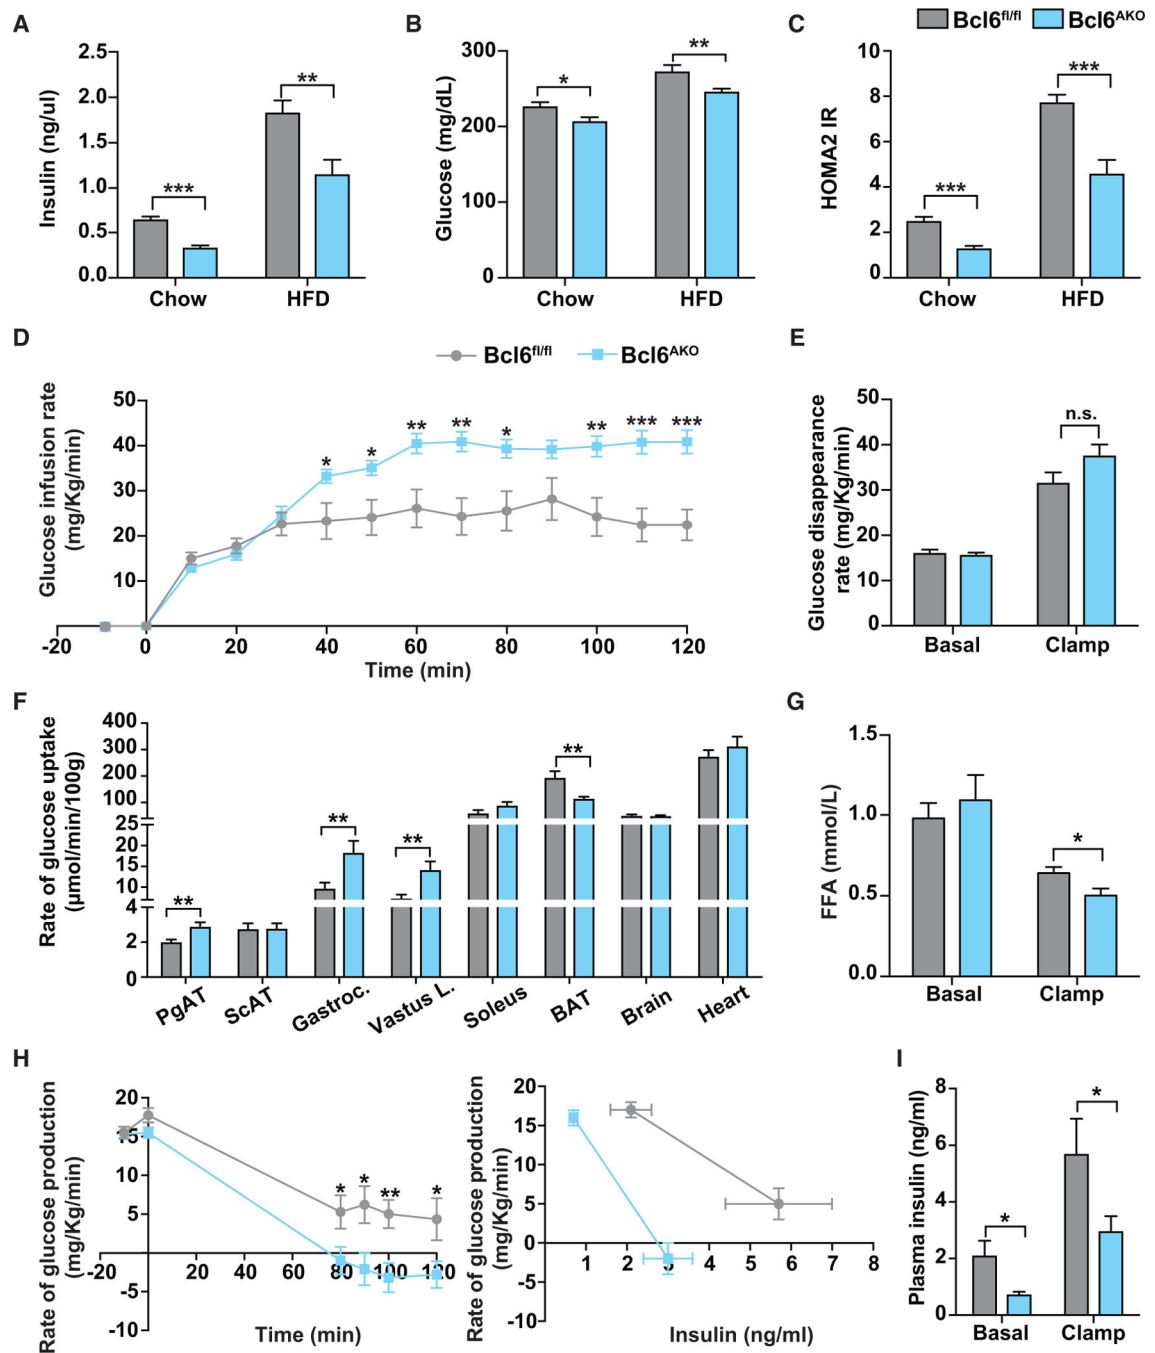 A
B
C
Bcl6fl/fl
Bcl6AKO
Insulin (ng/ul)
2.5
2.0
1.5
1.0
0.5
0.0
***
**
Chow
HFD
Glucose (mg/dL)
300
200
100
0
*
**
Chow
HFD
HOMA2 IR
10
8
6
4
2
0
***
***
Chow
HFD
D
Bcl6fl/fl
Bcl6AKO
Glucose infusion rate
(mg/Kg/min)
50
40
30
20
10
* * ** ** * ** *** ***
-20 0 20 40 60 80 100 120
Time (min)
E
Glucose disappearance
rate (mg/Kg/min)
50
40
30
20
10
0
n.s.
Basal
Clamp
F
Rate of glucose uptake
(µmol/min/100g)
400
300
200
100
25
20
15
10
4
2
0
**
**
**
**
PgAT
ScAT
Gastroc.
Vastus L.
Soleus
BAT
Brain
Heart
G
FFA (mmol/L)
1.5
1.0
0.5
0.0
*
Basal
Clamp
H
Rate of glucose production
(mg/Kg/min)
20
15
10
5
-5
-10
* * ** *
-20 20 40 60 80 100 120
Time (min)
Rate of glucose production
(mg/Kg/min)
20
15
10
5
0
-5
-10
1 2 3 4 5 6 7 8
Insulin (ng/ml)
I
Plasma insulin (ng/ml)
8
6
4
2
0
*
*
Basal
Clamp